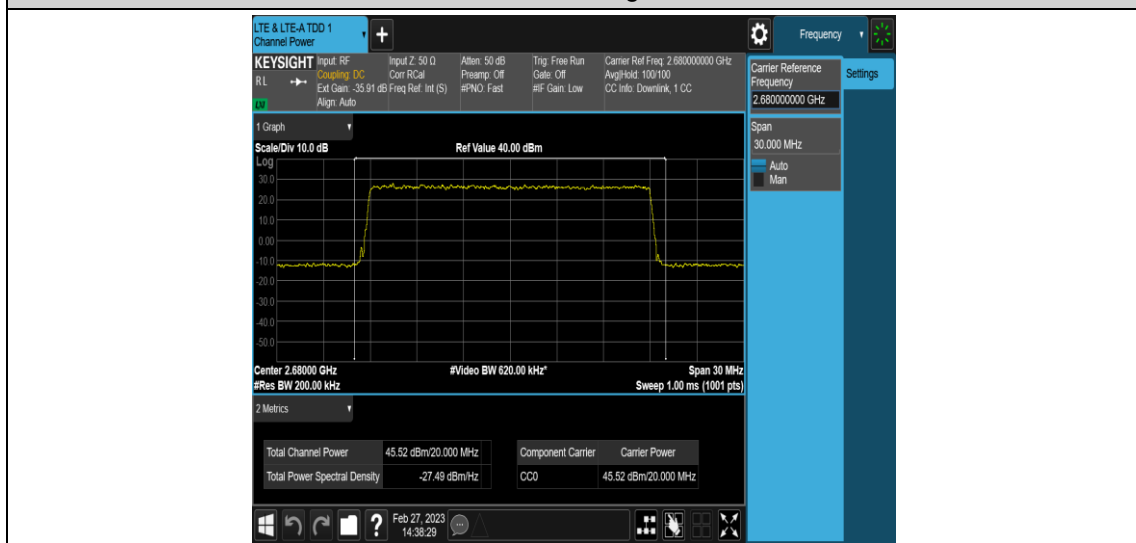 LTE & LTE-A TDD 1
Channel Power
+
Frequency
KEYSIGHT
RL
LXI
Input: RF
Coupling: DC
Ext Gain: -35.91 dB
Align: Auto
Input Z: 50 Ω
Corr RCal
Freq Ref: Int (S)
Atten: 50 dB
Preamp: Off
#PNO: Fast
Trig: Free Run
Gate: Off
#IF Gain: Low
Carrier Ref Freq: 2.680000000 GHz
Avg|Hold: 100/100
CC Info: Downlink, 1 CC
Carrier Reference
Frequency
2.680000000 GHz
Settings
Span
30.000 MHz
Auto
Man
1 Graph
Scale/Div 10.0 dB
Ref Value 40.00 dBm
Log
30.0
20.0
10.0
0.00
-10.0
-20.0
-30.0
-40.0
-50.0
Center 2.68000 GHz
#Video BW 620.00 kHz*
Span 30 MHz
#Res BW 200.00 kHz
Sweep 1.00 ms (1001 pts)
2 Metrics
Total Channel Power 45.52 dBm/20.000 MHz
Total Power Spectral Density -27.49 dBm/Hz
Component Carrier Carrier Power
CC0 45.52 dBm/20.000 MHz
?
Feb 27, 2023
14:38:29